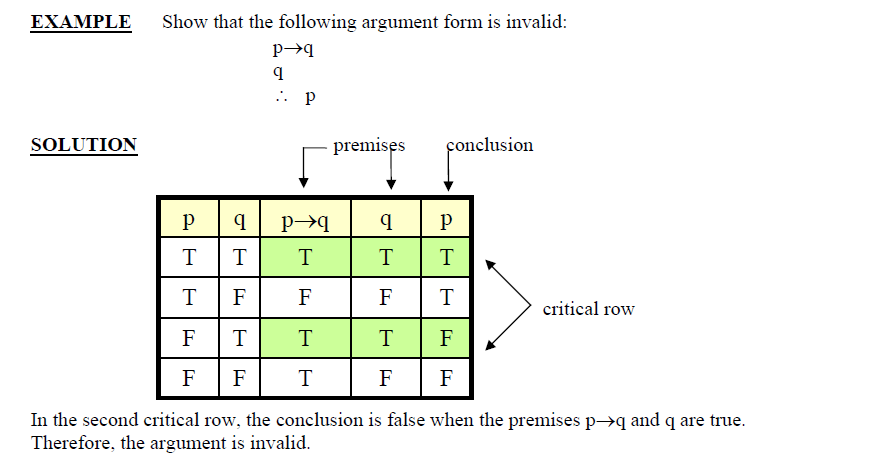 EXAMPLE Show that the following argument form is invalid:
p→q
q
∴ p
SOLUTION premises conclusion
p q p→q q p
T T T T T
T F F F T
critical row
F T T T F
F F T F F
In the second critical row, the conclusion is false when the premises p→q and q are true.
Therefore, the argument is invalid.